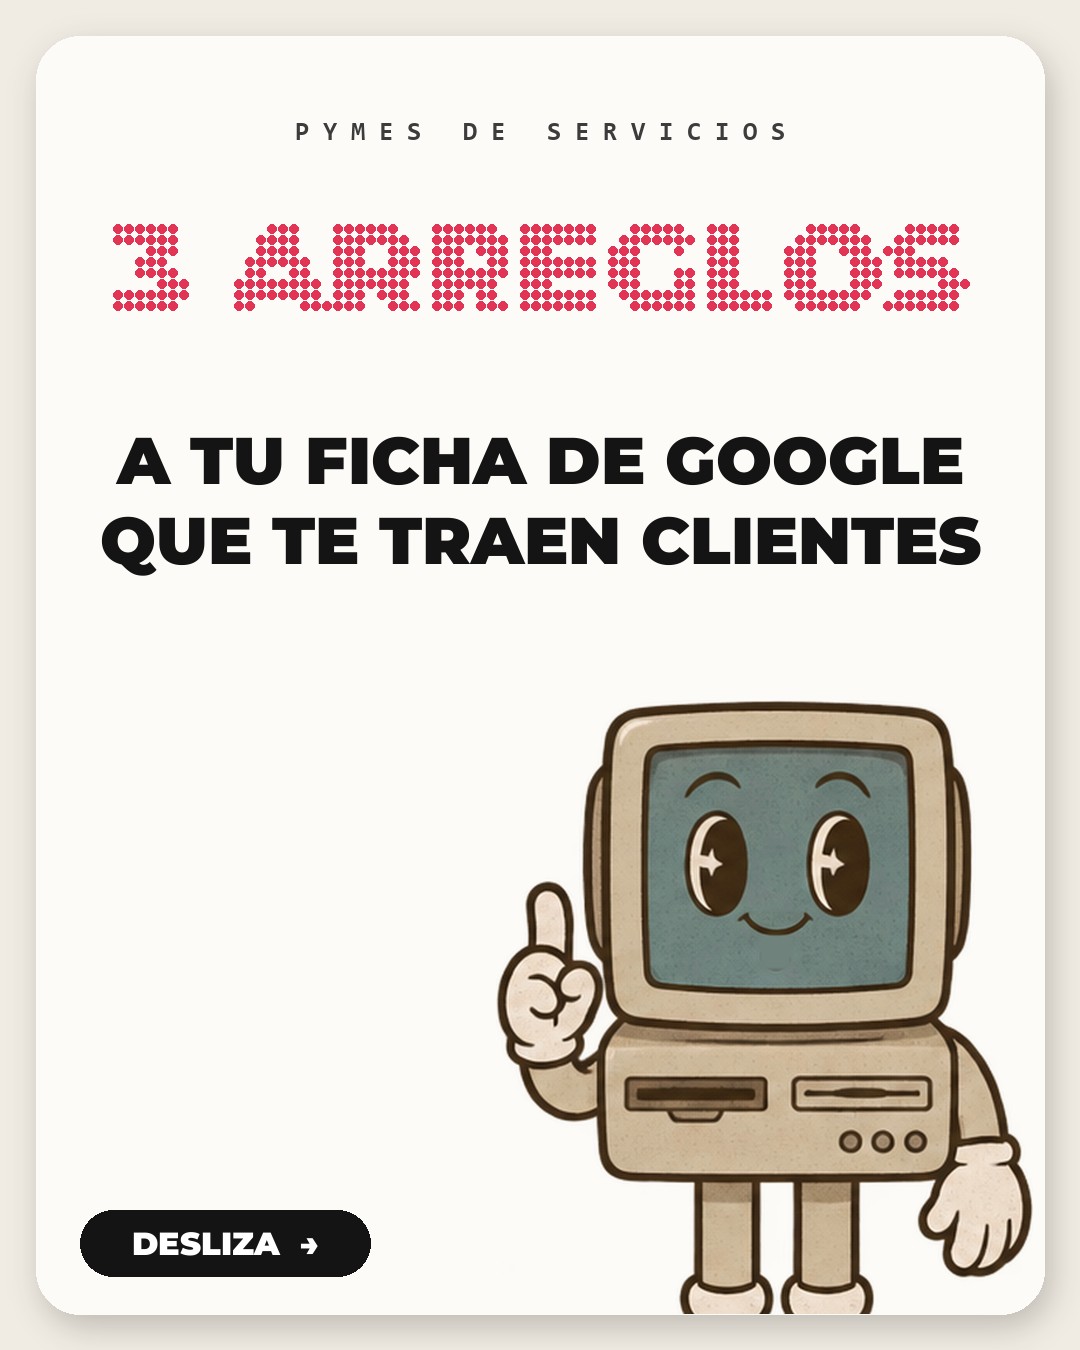 PYMES DE SERVICIOS
3 ARREGLOS
A TU FICHA DE GOOGLE
QUE TE TRAEN CLIENTES
DESLIZA →